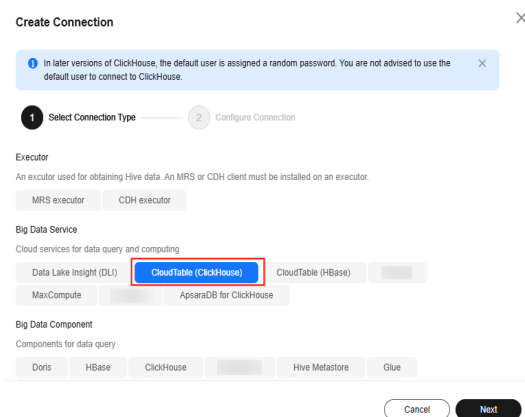 Create Connection
In later versions of ClickHouse, the default user is assigned a random password. You are not advised to use the
default user to connect to ClickHouse.
1 Select Connection Type 2 Configure Connection
Executor
An excutor used for obtaining Hive data. An MRS or CDH client must be installed on an executor.
MRS executor CDH executor
Big Data Service
Cloud services for data query and computing
Data Lake Insight (DLI) CloudTable (ClickHouse) CloudTable (HBase)
MaxCompute ApsaraDB for ClickHouse
Big Data Component
Components for data query
Doris HBase ClickHouse Hive Metastore Glue
Cancel Next